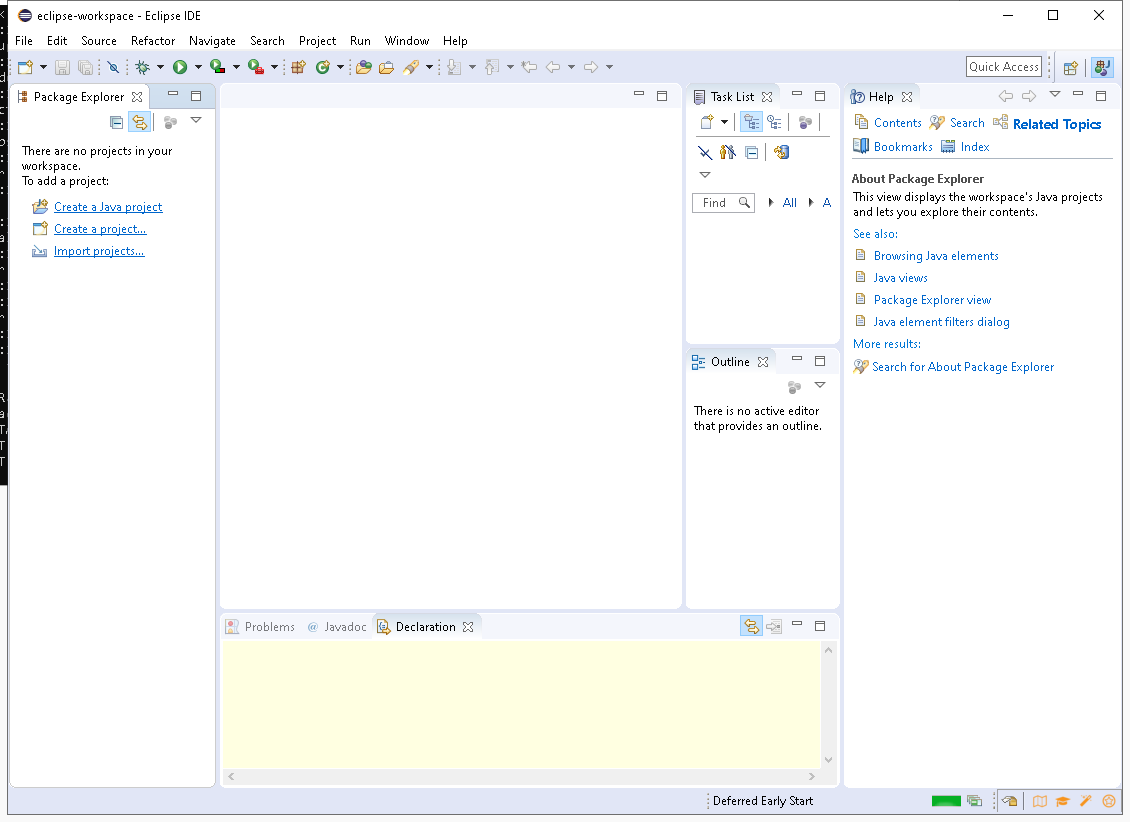 eclipse-workspace - Eclipse IDE
File Edit Source Refactor Navigate Search Project Run Window Help
Quick Access
Package Explorer
There are no projects in your
workspace.
To add a project:
Create a Java project
Create a project...
Import projects...
Task List
Find
All
A
Outline
There is no active editor
that provides an outline.
Help
Contents Search Related Topics
Bookmarks Index
About Package Explorer
This view displays the workspace's Java projects
and lets you explore their contents.
See also:
Browsing Java elements
Java views
Package Explorer view
Java element filters dialog
More results:
Search for About Package Explorer
Problems @ Javadoc Declaration
Deferred Early Start